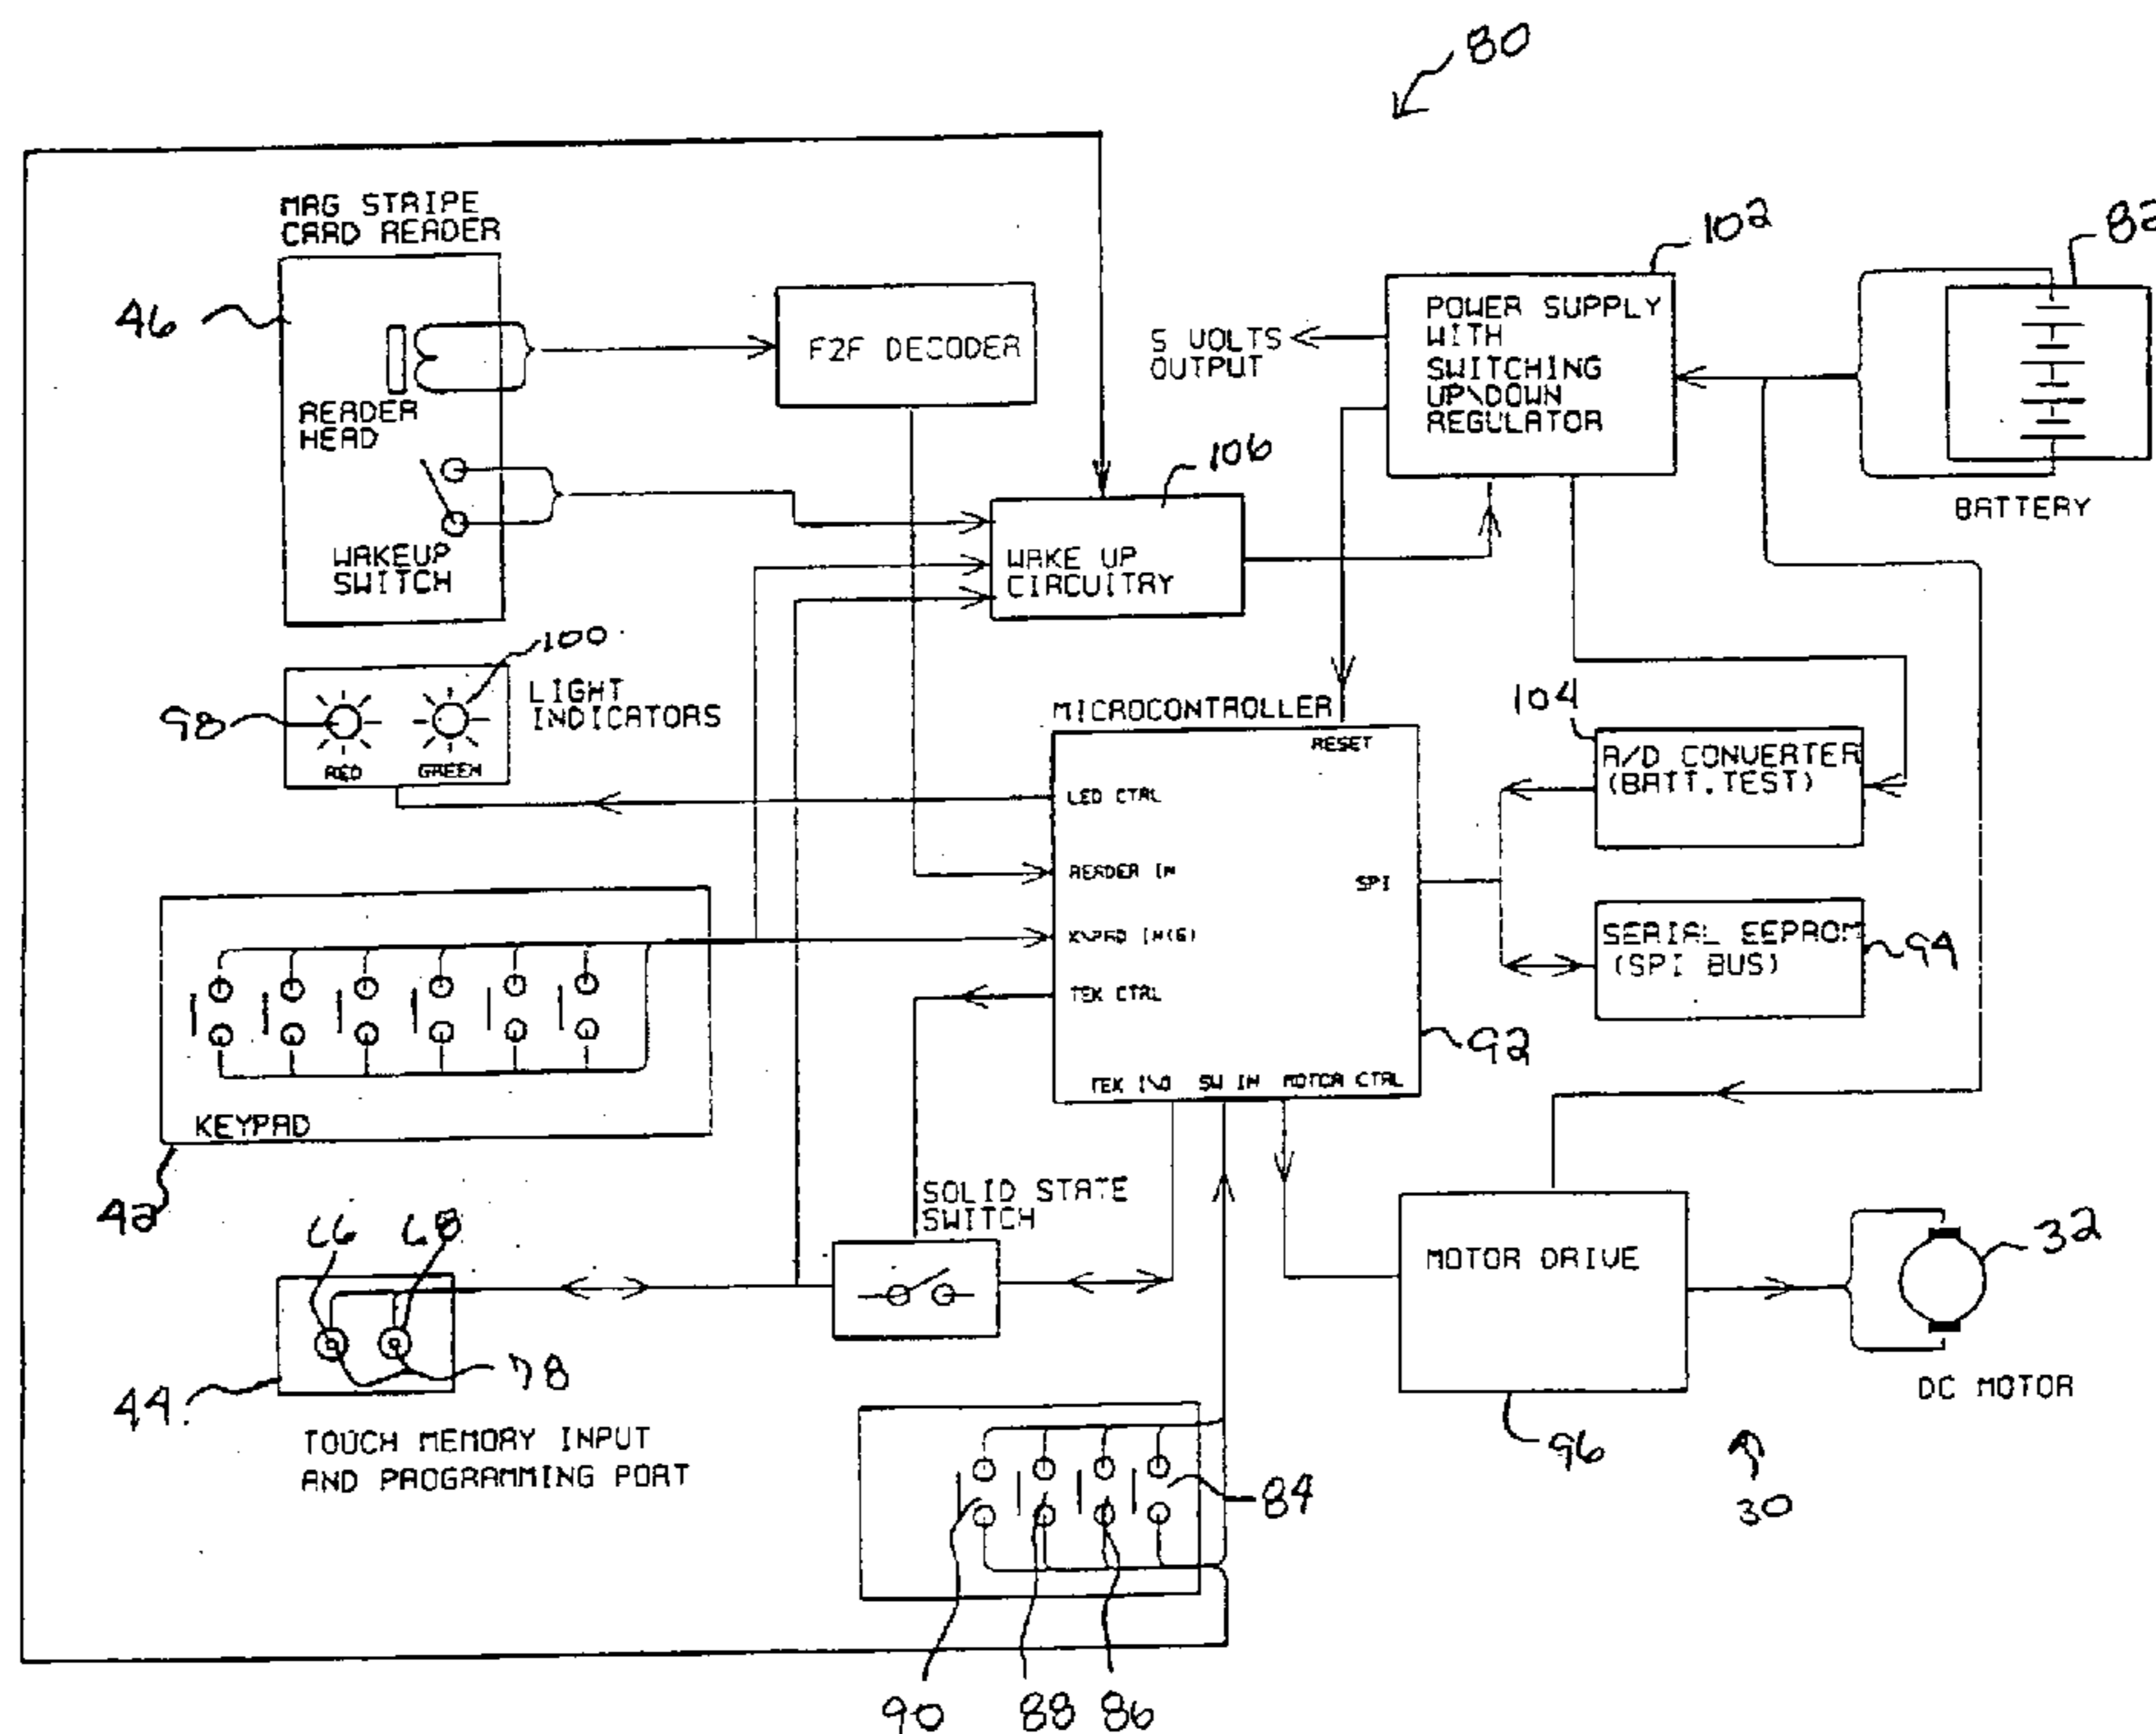 80
MAG STRIPE
CARD READER
46
READER
HEAD
WAKEUP
SWITCH
F2F DECODER
5 VOLTS
OUTPUT
102
POWER SUPPLY
WITH
SWITCHING
UP\DOWN
REGULATOR
82
BATTERY
106
WAKE UP
CIRCUITRY
100
98
RED
GREEN
LIGHT
INDICATORS
MICROCONTROLLER
RESET
LED CTRL
READER IN
KYPAD IN(6)
TEK CTRL
SPI
TEK I\O
SW IN
MOTOR CTRL
92
104
A/D CONVERTER
(BATT.TEST)
SERIAL EEPROM
(SPI BUS)
94
KEYPAD
42
SOLID STATE
SWITCH
66
68
78
44
TOUCH MEMORY INPUT
AND PROGRAMMING PORT
MOTOR DRIVE
96
32
DC MOTOR
30
84
90
88
86